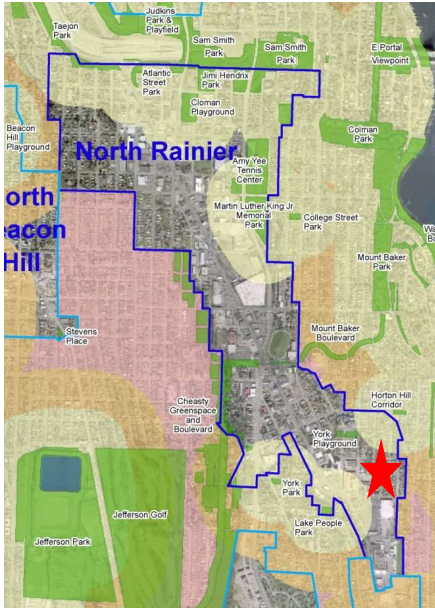 Judkins
Park &
Playfield
Taejon
Park
Sam Smith
Park
Sam Smith
Park
E Portal
Viewpoint
Atlantic
Street
Park
Jimi Hendrix
Park
Cloman
Playground
Beacon
Hill
Playground
Colman
Park
North Rainier
Amy Yee
Tennis
Center
orth
eacon
Hill
Martin Luther King Jr
Memorial
Park
College Street
Park
Wa
Ba
Mount Baker
Park
Stevens
Place
Mount Baker
Boulevard
Cheasty
Greenspace
and
Boulevard
Horton Hill
Corridor
York
Playground
York
Park
Jefferson Golf
Lake People
Park
Jefferson Park